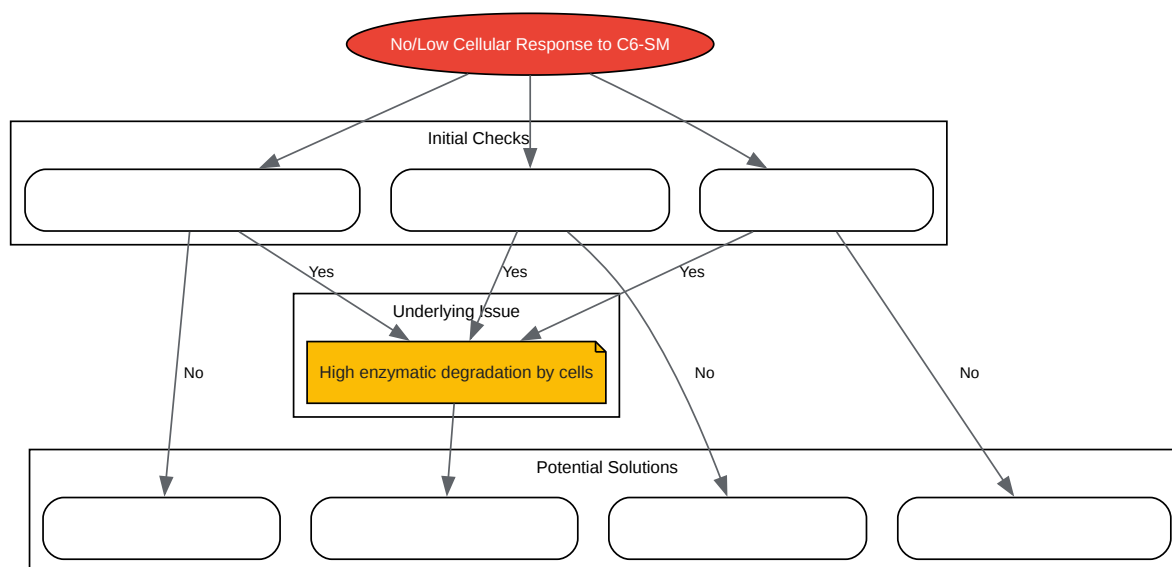 No/Low Cellular Response to C6-SM
Initial Checks
Yes
Yes
Yes
Underlying Issue
High enzymatic degradation by cells
No
No
No
Potential Solutions